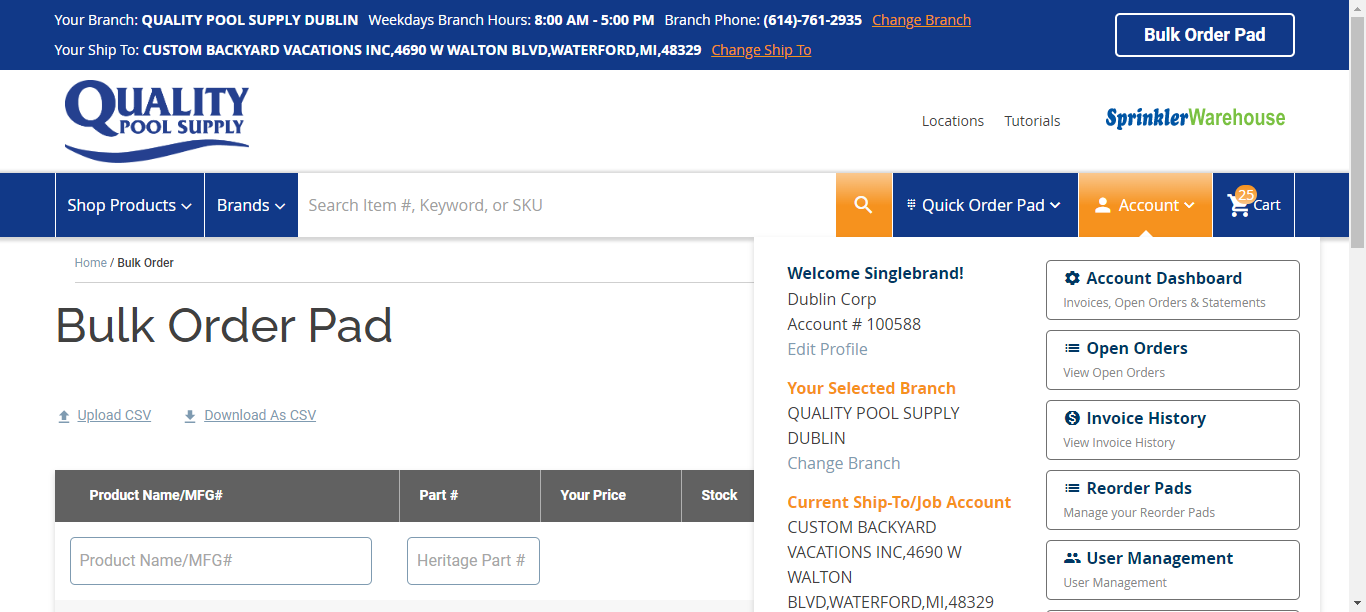 Your Branch: QUALITY POOL SUPPLY DUBLIN Weekdays Branch Hours: 8:00 AM - 5:00 PM Branch Phone: (614)-761-2935 Change Branch
Your Ship To: CUSTOM BACKYARD VACATIONS INC,4690 W WALTON BLVD,WATERFORD,MI,48329 Change Ship To
Bulk Order Pad
QUALITY
POOL SUPPLY
Locations Tutorials SprinklerWarehouse
Shop Products Brands Search Item #, Keyword, or SKU Quick Order Pad Account 25 Cart
Home / Bulk Order
Bulk Order Pad
Upload CSV Download As CSV
Product Name/MFG# Part # Your Price Stock
Product Name/MFG# Heritage Part #
Welcome Singlebrand!
Dublin Corp
Account # 100588
Edit Profile
Your Selected Branch
QUALITY POOL SUPPLY
DUBLIN
Change Branch
Current Ship-To/Job Account
CUSTOM BACKYARD
VACATIONS INC,4690 W
WALTON
BLVD,WATERFORD,MI,48329
Account Dashboard
Invoices, Open Orders & Statements
Open Orders
View Open Orders
Invoice History
View Invoice History
Reorder Pads
Manage your Reorder Pads
User Management
User Management